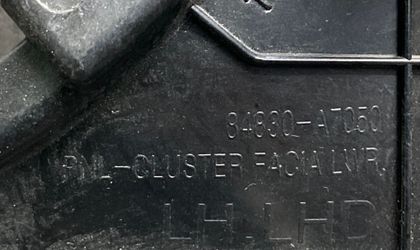 84830-A7050
PNL-CLUSTER FACIA LWR
LH.LHD